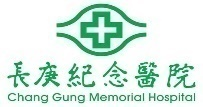 長庚紀念醫院
Chang Gung Memorial Hospital